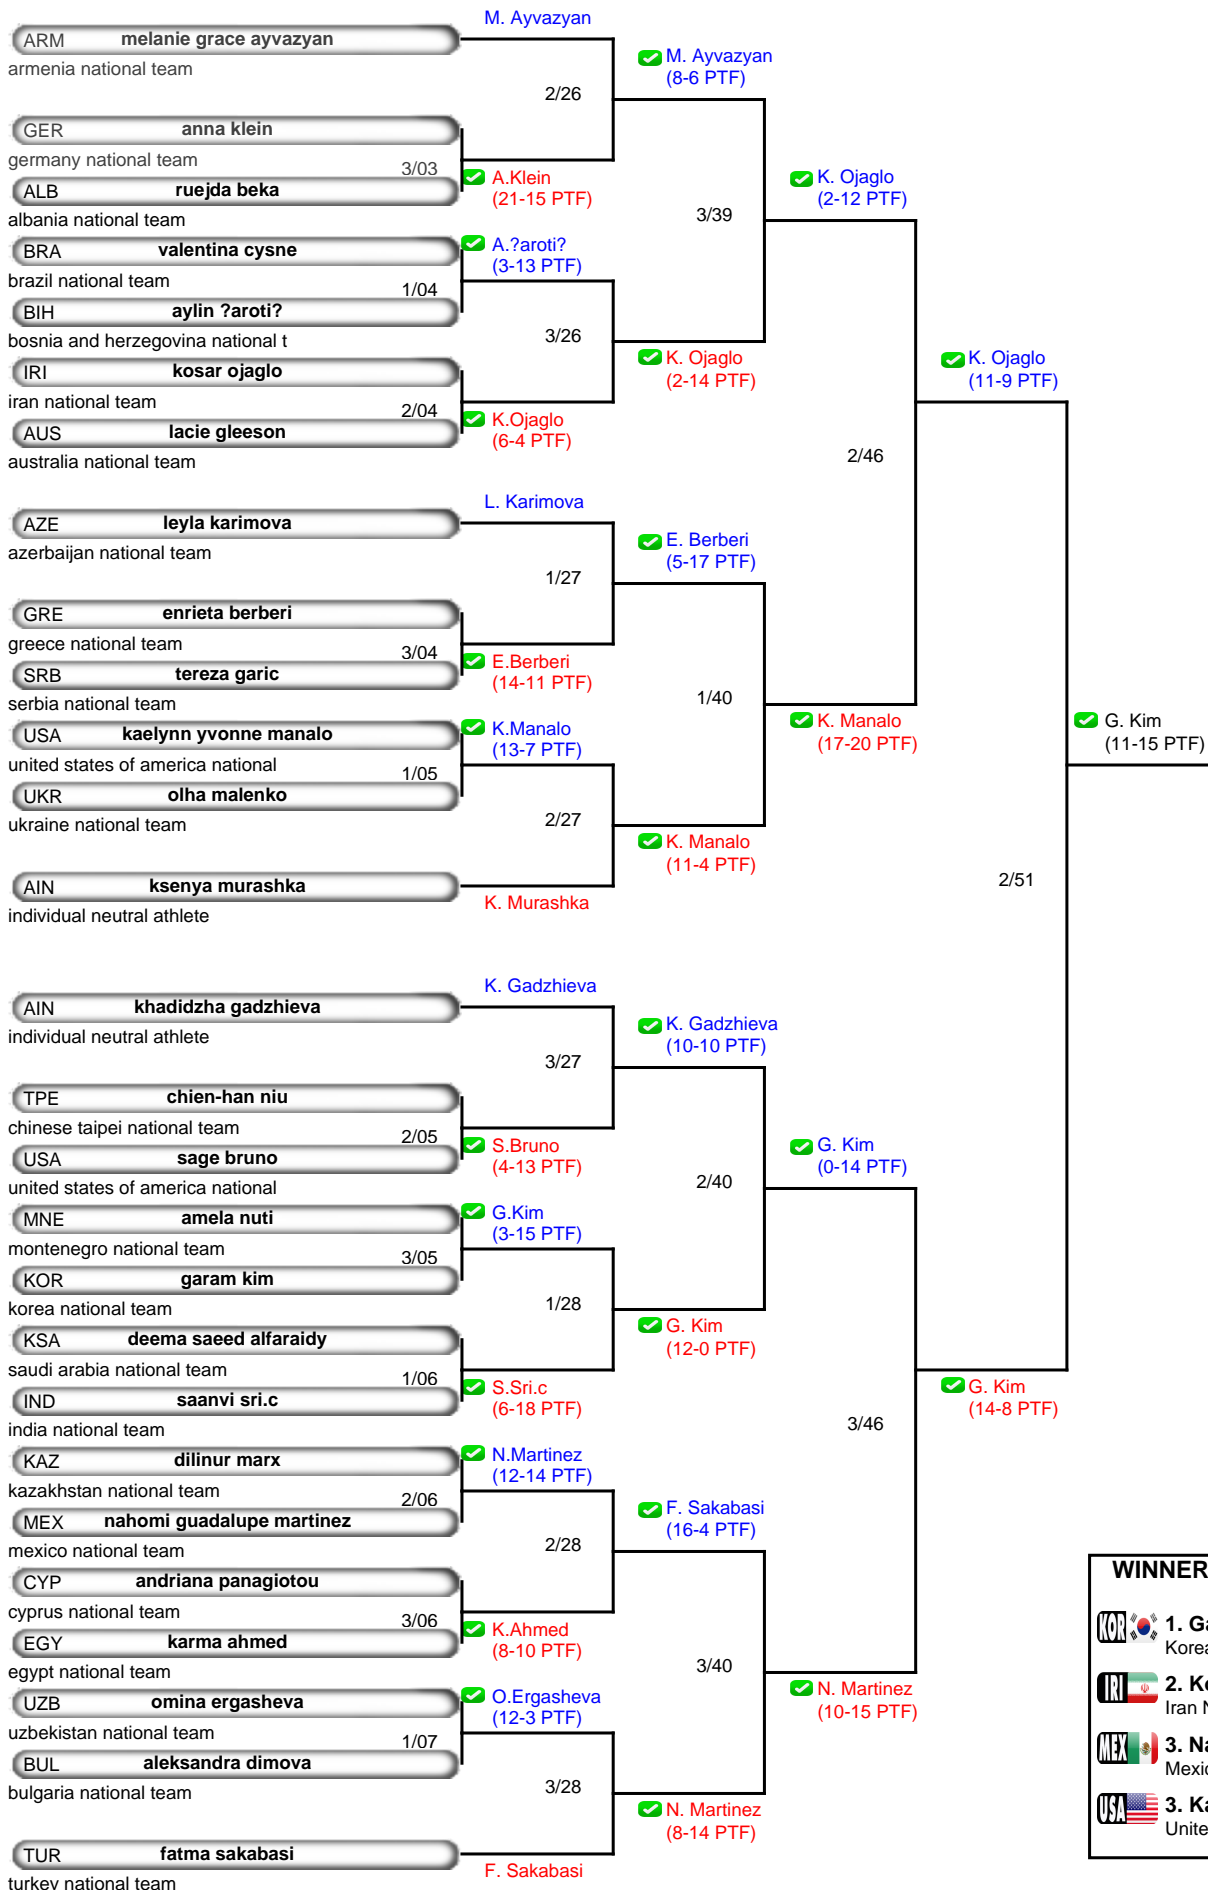 M. Ayvazyan
ARM melanie grace ayvazyan
armenia national team
M. Ayvazyan
(8-6 PTF)
2/26
GER anna klein
germany national team
3/03
A.Klein
(21-15 PTF)
ALB ruejda beka
albania national team
K. Ojaglo
(2-12 PTF)
3/39
BRA valentina cysne
brazil national team
A.?aroti?
(3-13 PTF)
1/04
BIH aylin ?aroti?
bosnia and herzegovina national t
3/26
IRI kosar ojaglo
iran national team
K. Ojaglo
(2-14 PTF)
K. Ojaglo
(11-9 PTF)
2/04
K.Ojaglo
(6-4 PTF)
AUS lacie gleeson
australia national team
2/46
L. Karimova
AZE leyla karimova
azerbaijan national team
E. Berberi
(5-17 PTF)
1/27
GRE enrieta berberi
greece national team
3/04
E.Berberi
(14-11 PTF)
SRB tereza garic
serbia national team
1/40
K. Manalo
(17-20 PTF)
G. Kim
(11-15 PTF)
USA kaelynn yvonne manalo
united states of america national
K.Manalo
(13-7 PTF)
1/05
UKR olha malenko
ukraine national team
2/27
K. Manalo
(11-4 PTF)
2/51
AIN ksenya murashka
individual neutral athlete
K. Murashka
K. Gadzhieva
AIN khadidzha gadzhieva
individual neutral athlete
K. Gadzhieva
(10-10 PTF)
3/27
TPE chien-han niu
chinese taipei national team
2/05
S.Bruno
(4-13 PTF)
USA sage bruno
united states of america national
G. Kim
(0-14 PTF)
2/40
MNE amela nuti
montenegro national team
G.Kim
(3-15 PTF)
3/05
KOR garam kim
korea national team
1/28
KSA deema saeed alfaraidy
saudi arabia national team
G. Kim
(12-0 PTF)
1/06
S.Sri.c
(6-18 PTF)
G. Kim
(14-8 PTF)
IND saanvi sri.c
india national team
3/46
KAZ dilinur marx
kazakhstan national team
N.Martinez
(12-14 PTF)
2/06
MEX nahomi guadalupe martinez
mexico national team
F. Sakabasi
(16-4 PTF)
2/28
CYP andriana panagiotou
cyprus national team
3/06
K.Ahmed
(8-10 PTF)
EGY karma ahmed
egypt national team
3/40
N. Martinez
(10-15 PTF)
UZB omina ergasheva
uzbekistan national team
O.Ergasheva
(12-3 PTF)
1/07
BUL aleksandra dimova
bulgaria national team
3/28
N. Martinez
(8-14 PTF)
TUR fatma sakabasi
turkey national team
F. Sakabasi
WINNER
KOR 1. Ga
Korea
IRI 2. Ko
Iran N
MEX 3. Na
Mexic
USA 3. Ka
Unite